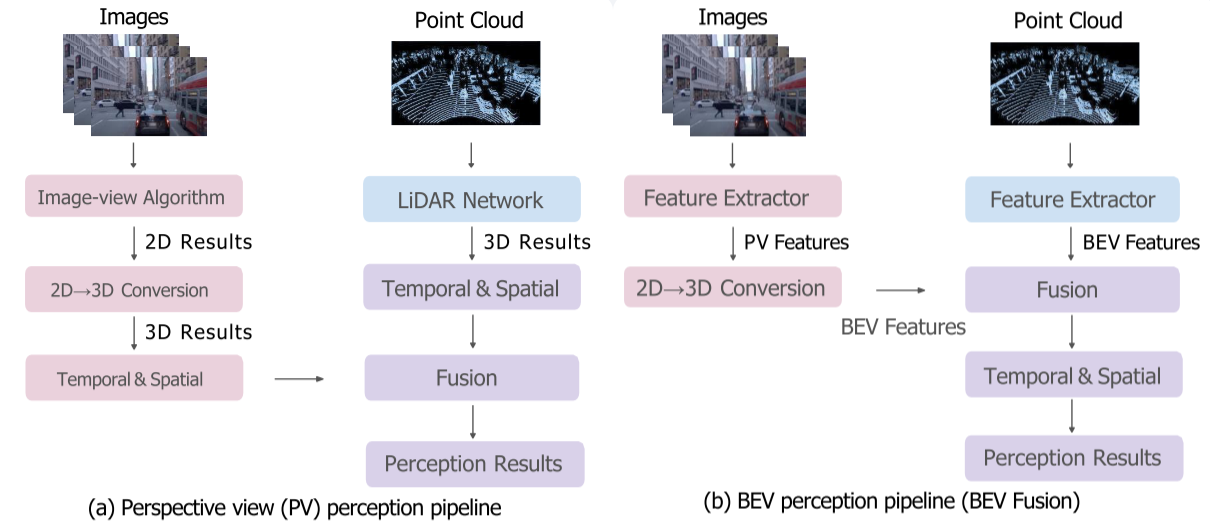 Images
Point Cloud
Image-view Algorithm
LiDAR Network
2D Results
3D Results
2D→3D Conversion
Temporal & Spatial
3D Results
Temporal & Spatial
Fusion
Perception Results
(a) Perspective view (PV) perception pipeline
Images
Point Cloud
Feature Extractor
Feature Extractor
PV Features
BEV Features
2D→3D Conversion
Fusion
BEV Features
Temporal & Spatial
Perception Results
(b) BEV perception pipeline (BEV Fusion)